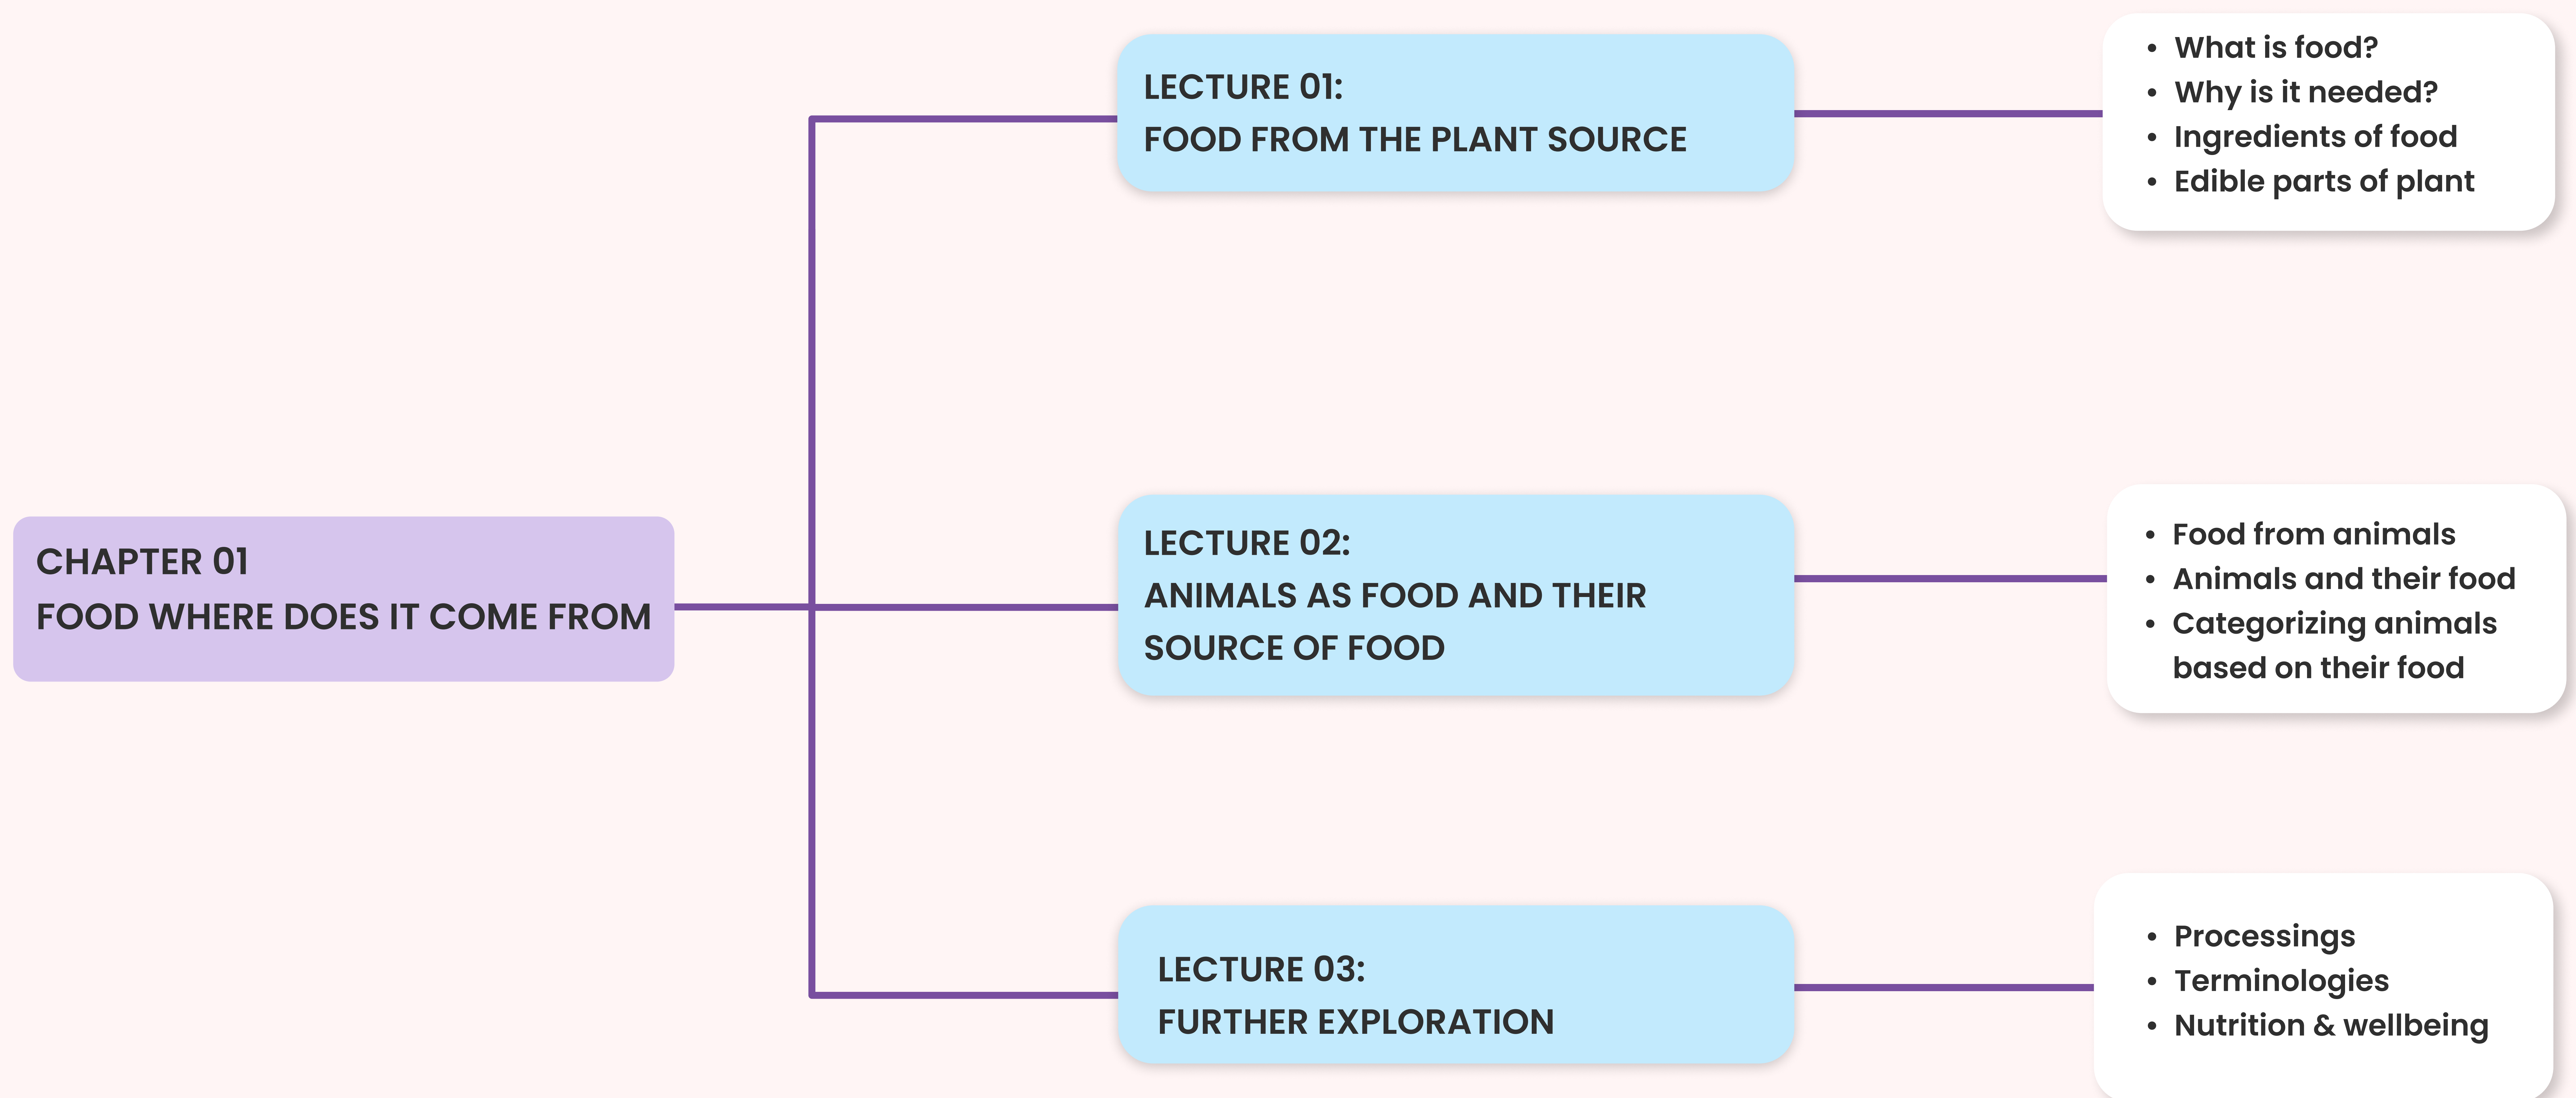 CHAPTER 01
FOOD WHERE DOES IT COME FROM
LECTURE 01:
FOOD FROM THE PLANT SOURCE
• What is food?
• Why is it needed?
• Ingredients of food
• Edible parts of plant
LECTURE 02:
ANIMALS AS FOOD AND THEIR
SOURCE OF FOOD
• Food from animals
• Animals and their food
• Categorizing animals
based on their food
LECTURE 03:
FURTHER EXPLORATION
• Processings
• Terminologies
• Nutrition & wellbeing